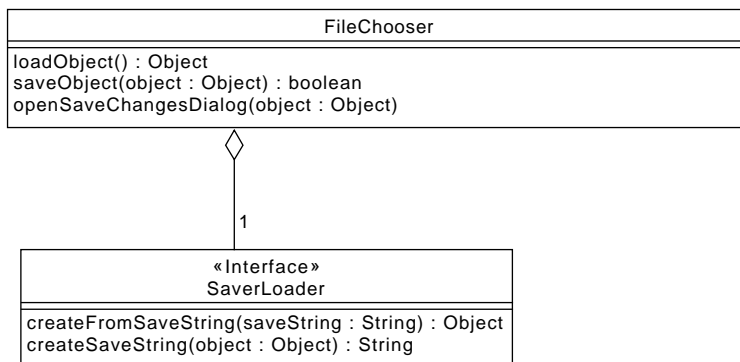 FileChooser
loadObject() : Object
saveObject(object : Object) : boolean
openSaveChangesDialog(object : Object)
1
«Interface»
SaverLoader
createFromSaveString(saveString : String) : Object
createSaveString(object : Object) : String